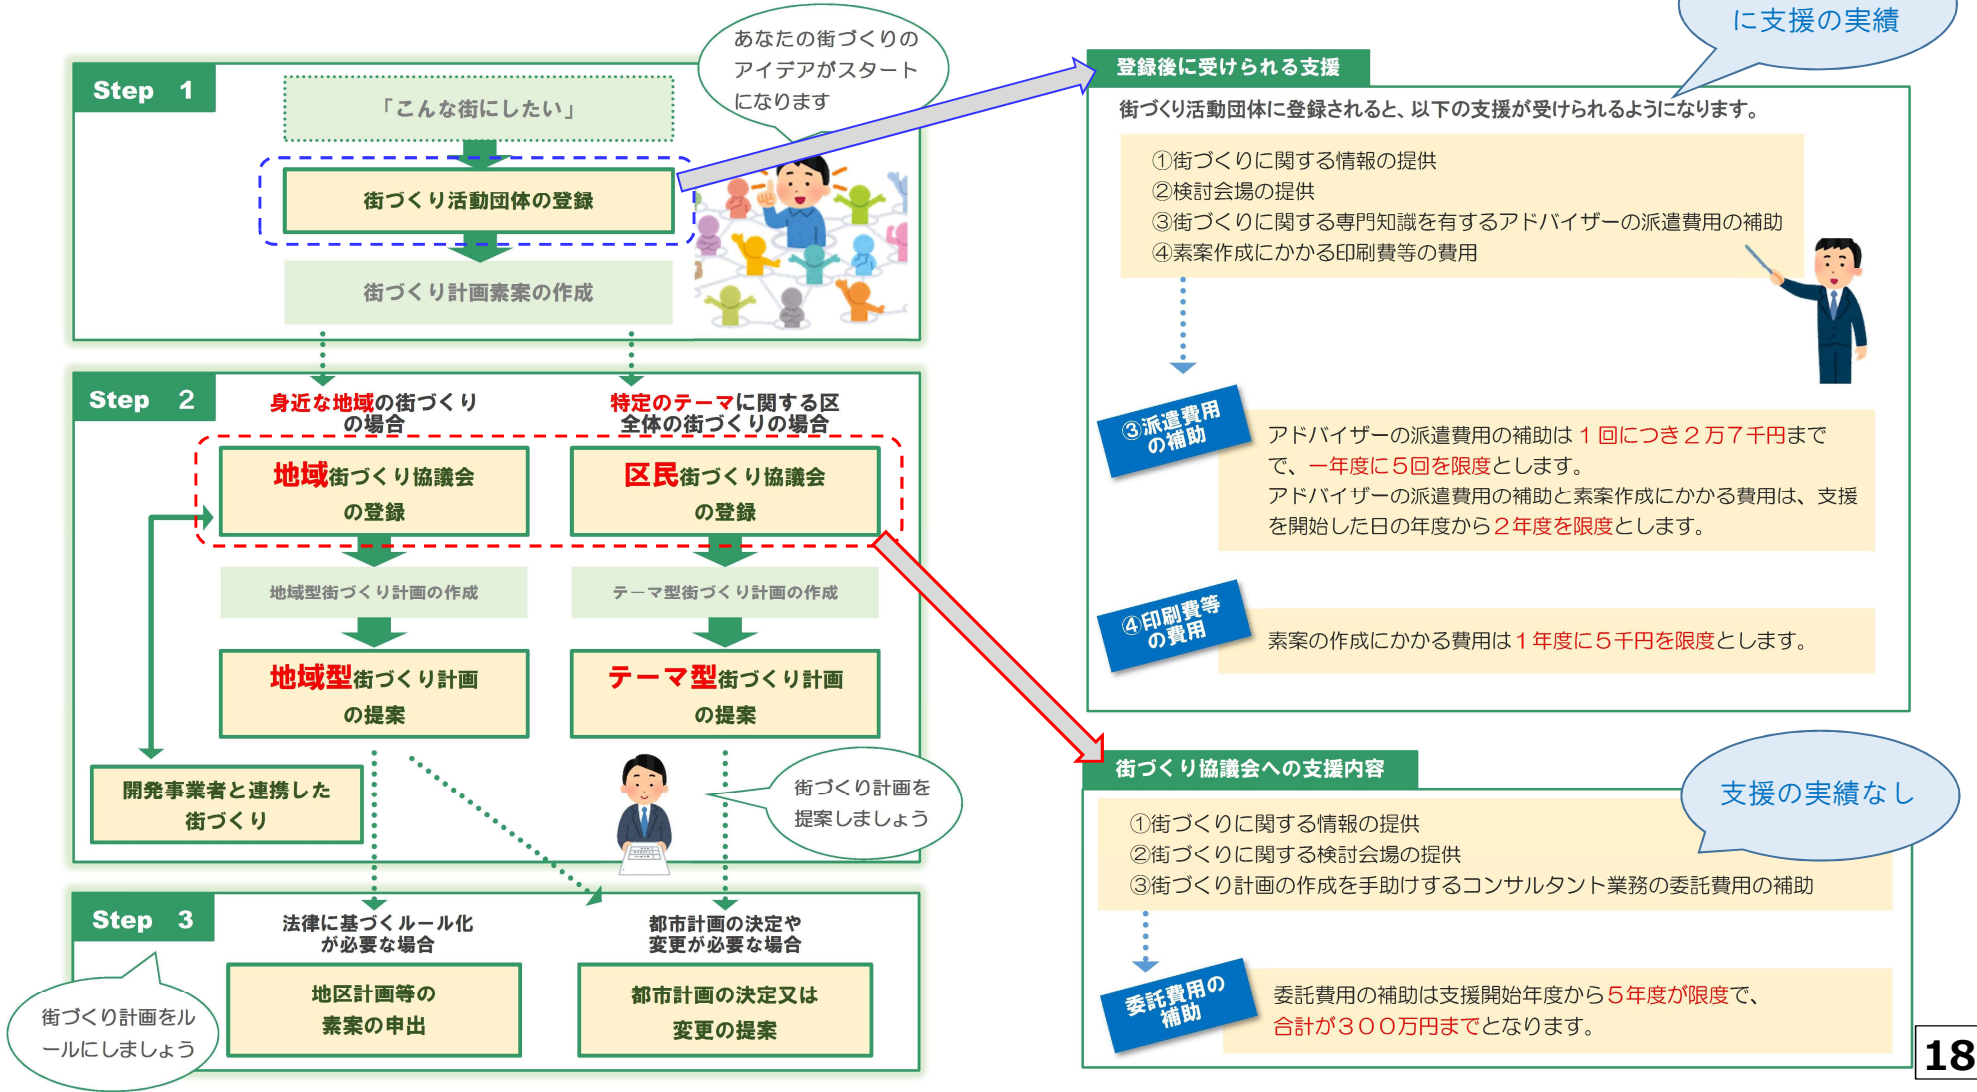 に支援の実績
あなたの街づくりの
アイデアがスタート
になります
Step 1
「こんな街にしたい」
街づくり活動団体の登録
街づくり計画素案の作成
Step 2
身近な地域の街づくり
の場合
特定のテーマに関する区
全体の街づくりの場合
地域街づくり協議会
の登録
区民街づくり協議会
の登録
地域型街づくり計画の作成
テーマ型街づくり計画の作成
地域型街づくり計画
の提案
テーマ型街づくり計画
の提案
開発事業者と連携した
街づくり
街づくり計画を
提案しましょう
Step 3
法律に基づくルール化
が必要な場合
都市計画の決定や
変更が必要な場合
地区計画等の
素案の申出
都市計画の決定又は
変更の提案
街づくり計画をル
ールにしましょう
登録後に受けられる支援
街づくり活動団体に登録されると、以下の支援が受けられるようになります。
①街づくりに関する情報の提供
②検討会場の提供
③街づくりに関する専門知識を有するアドバイザーの派遣費用の補助
④素案作成にかかる印刷費等の費用
③派遣費用
の補助
アドバイザーの派遣費用の補助は１回につき２万７千円まで
で、一年度に５回を限度とします。
アドバイザーの派遣費用の補助と素案作成にかかる費用は、支援
を開始した日の年度から２年度を限度とします。
④印刷費等
の費用
素案の作成にかかる費用は１年度に５千円を限度とします。
街づくり協議会への支援内容
支援の実績なし
①街づくりに関する情報の提供
②街づくりに関する検討会場の提供
③街づくり計画の作成を手助けするコンサルタント業務の委託費用の補助
委託費用の
補助
委託費用の補助は支援開始年度から５年度が限度で、
合計が３００万円までとなります。
18